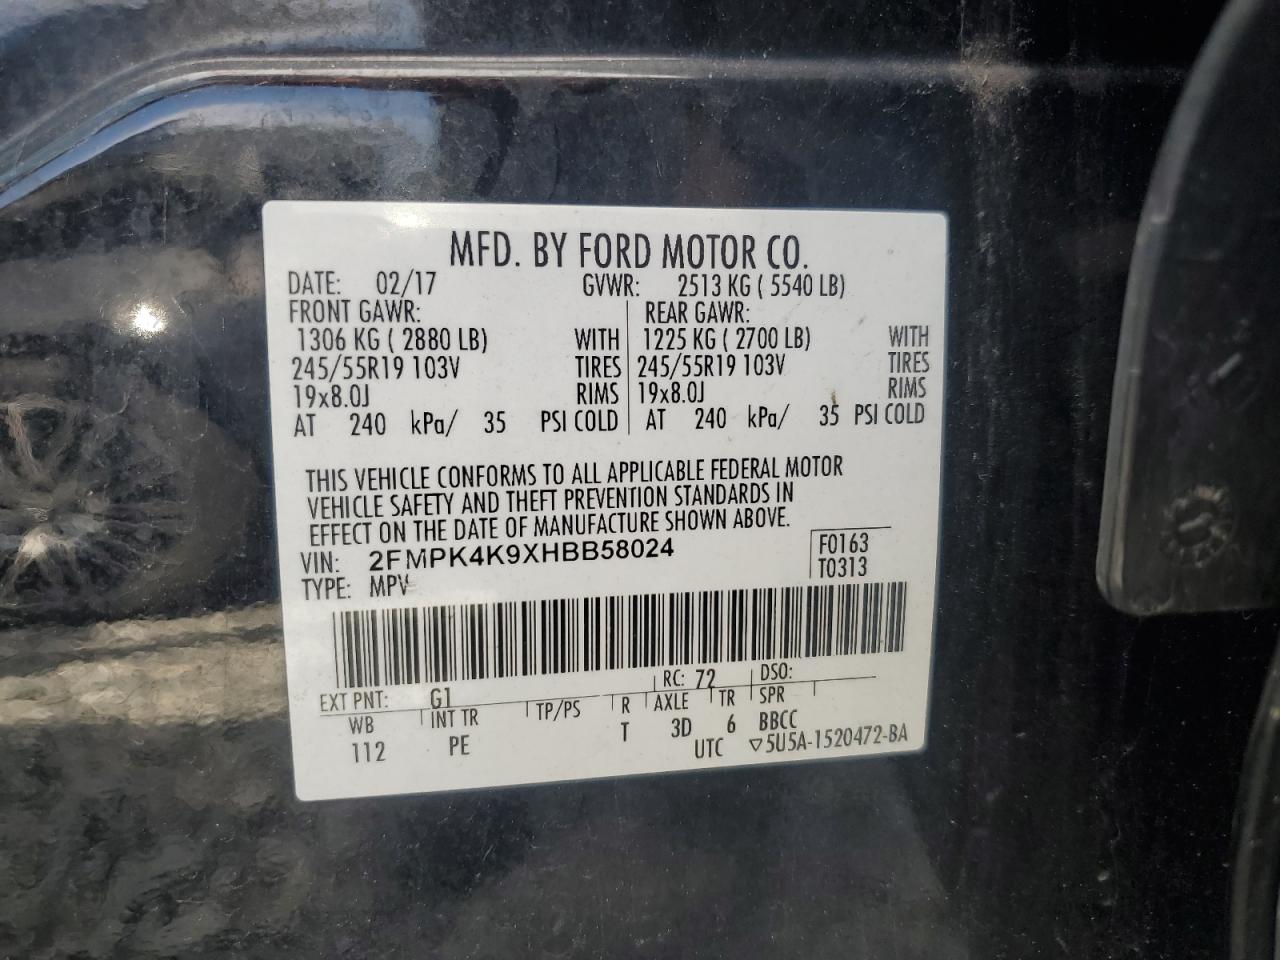 MFD. BY FORD MOTOR CO.
DATE: 02/17 GVWR: 2513 KG ( 5540 LB)
FRONT GAWR: REAR GAWR:
1306 KG ( 2880 LB) WITH 1225 KG ( 2700 LB) WITH
245/55R19 103V TIRES 245/55R19 103V TIRES
19x8.0J RIMS 19x8.0J RIMS
AT 240 kPa/ 35 PSI COLD AT 240 kPa/ 35 PSI COLD
THIS VEHICLE CONFORMS TO ALL APPLICABLE FEDERAL MOTOR
VEHICLE SAFETY AND THEFT PREVENTION STANDARDS IN
EFFECT ON THE DATE OF MANUFACTURE SHOWN ABOVE.
VIN: 2FMPK4K9XHBB58024 F0163
TYPE: MPV T0313
EXT PNT: G1 RC: 72 DSO:
WB INT TR TP/PS R AXLE TR SPR
112 PE T 3D 6 BBCC
UTC ▽5U5A-1520472-BA